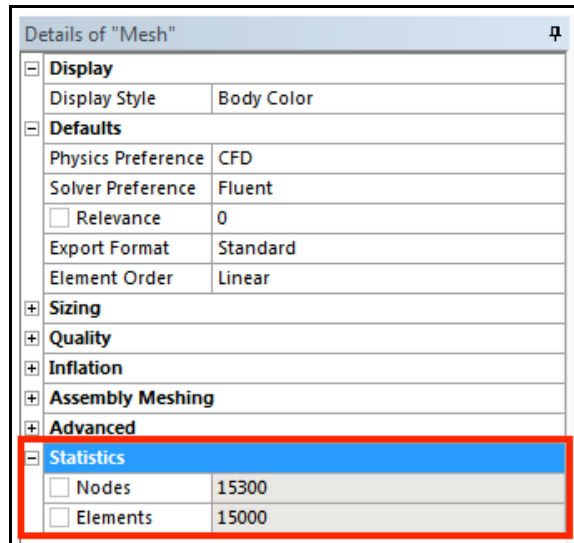 Details of "Mesh"
Display
Display Style Body Color
Defaults
Physics Preference CFD
Solver Preference Fluent
Relevance 0
Export Format Standard
Element Order Linear
Sizing
Quality
Inflation
Assembly Meshing
Advanced
Statistics
Nodes 15300
Elements 15000